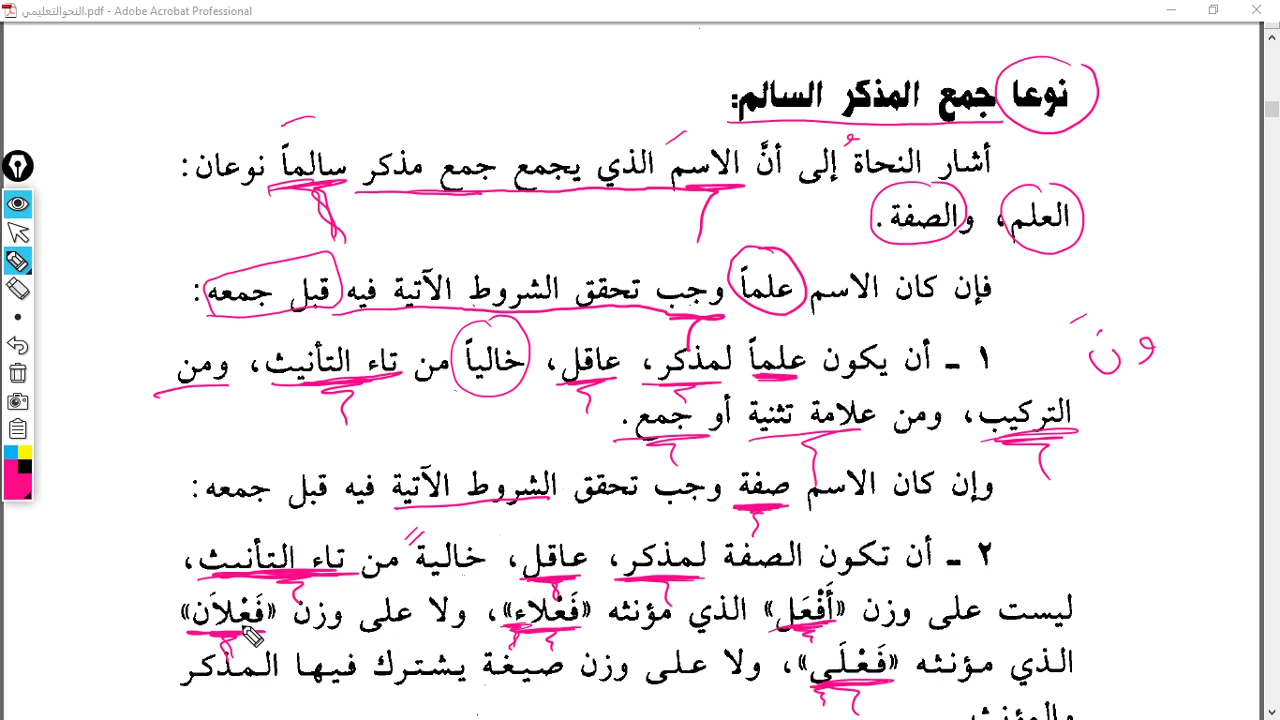 النحوالتعليمي.pdf - Adobe Acrobat Professional
نوعا جمع المذكر السالم:
أشار النحاة إلى أنَّ الاسم الذي يجمع جمع مذكر سالماً نوعان:
العلم، والصفة.
فإن كان الاسم علماً وجب تحقق الشروط الآتية فيه قبل جمعه:
١ ـ أن يكون علماً لمذكر، عاقل، خالياً من تاء التأنيث، ومن
ون
التركيب، ومن علامة تثنية أو جمع.
وإن كان الاسم صفة وجب تحقق الشروط الآتية فيه قبل جمعه:
٢ ـ أن تكون الصفة لمذكر، عاقل، خالية من تاء التأنيث،
ليست على وزن «أَفْعَل» الذي مؤنثه «فَعْلاء»، ولا على وزن «فَعْلاَن»
الذي مؤنثه «فَعْلَى»، ولا على وزن صيغة يشترك فيها المذكر
والمؤنث